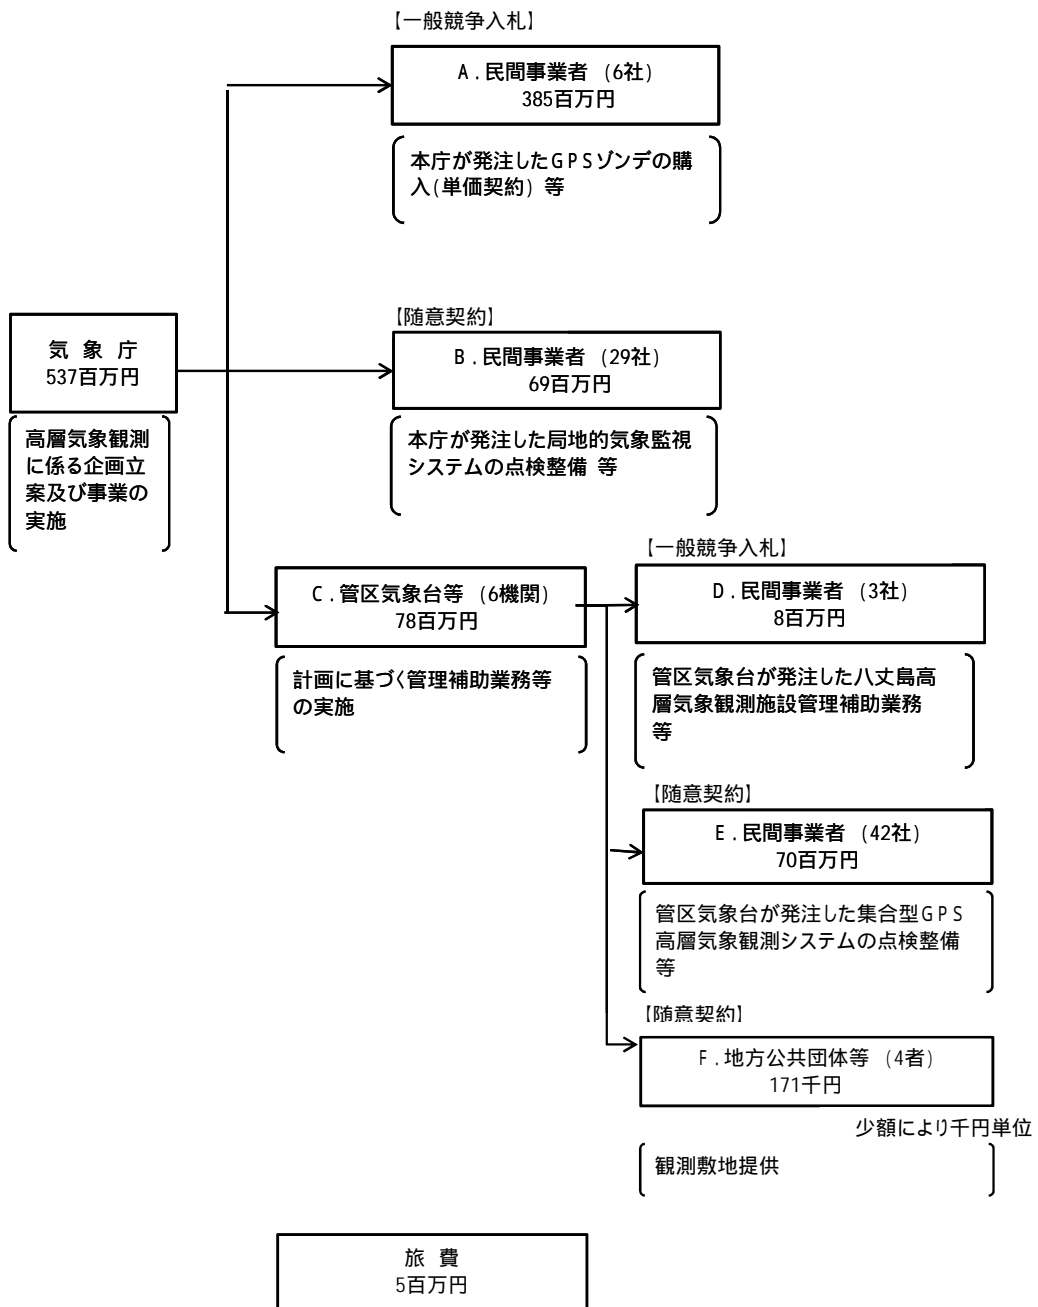 【一般競争入札】
A．民間事業者 (6社)
385百万円
本庁が発注したGPSゾンデの購
入(単価契約) 等
【随意契約】
B．民間事業者 (29社)
69百万円
本庁が発注した局地的気象監視
システムの点検整備 等
気 象 庁
537百万円
高層気象観測
に係る企画立
案及び事業の
実施
C．管区気象台等 (6機関)
78百万円
計画に基づく管理補助業務等
の実施
【一般競争入札】
D．民間事業者 (3社)
8百万円
管区気象台が発注した八丈島高
層気象観測施設管理補助業務
等
【随意契約】
E．民間事業者 (42社)
70百万円
管区気象台が発注した集合型GPS
高層気象観測システムの点検整備
等
【随意契約】
F．地方公共団体等 (4者)
171千円
少額により千円単位
観測敷地提供
旅 費
5百万円